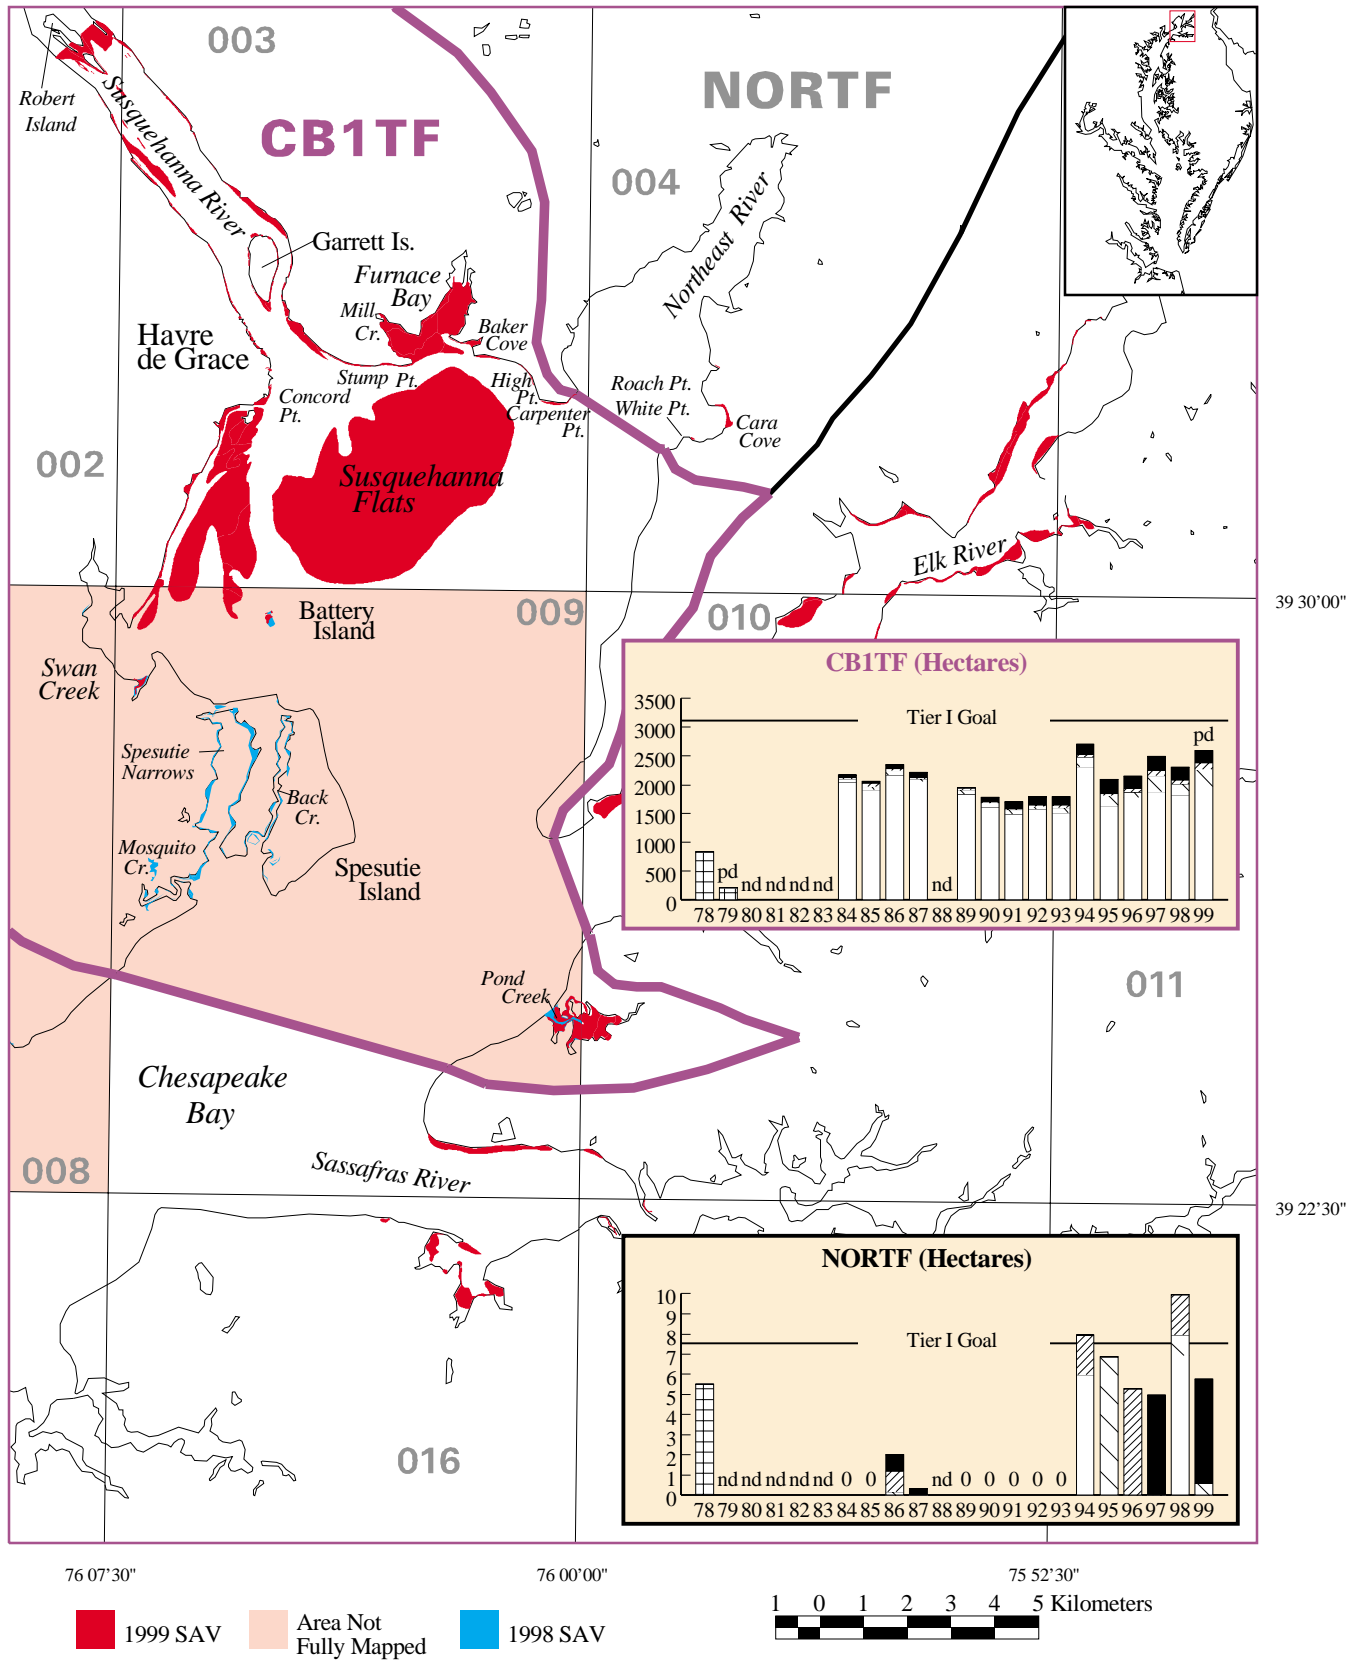 003
NORTF
CB1TF
Robert
Island
Susquehanna River
004
Northeast River
Garrett Is.
Furnace
Bay
Mill
Cr.
Baker
Cove
Havre
de Grace
Stump Pt.
High
Pt.
Concord
Pt.
Carpenter
Pt.
Roach Pt.
White Pt.
Cara
Cove
002
Susquehanna
Flats
Elk River
Battery
Island
009
010
39 30'00"
Swan
Creek
Spesutie
Narrows
Back
Cr.
Mosquito
Cr.
Spesutie
Island
CB1TF (Hectares)
3500
3000
2500
2000
1500
1000
500
0
Tier I Goal
pd
pd
nd nd nd nd
nd
78 79 80 81 82 83 84 85 86 87 88 89 90 91 92 93 94 95 96 97 98 99
Pond
Creek
011
Chesapeake
Bay
008
Sassafras River
39 22'30"
NORTF (Hectares)
10
9
8
7
6
5
4
3
2
1
0
Tier I Goal
nd nd nd nd nd 0 0 nd 0 0 0 0 0
78 79 80 81 82 83 84 85 86 87 88 89 90 91 92 93 94 95 96 97 98 99
016
76 07'30"
76 00'00"
75 52'30"
1999 SAV
Area Not
Fully Mapped
1998 SAV
1 0 1 2 3 4 5 Kilometers